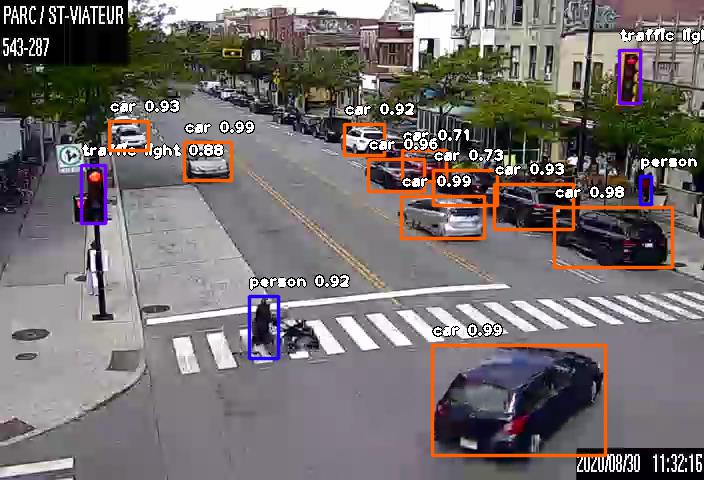 PARC / ST-VIATEUR
543-287
traffic lig
car 0.93
car 0.92
car 0.99
car 0.71
car 0.96
traffic light 0.88
car 0.73
person
car 0.93
car 0.99
car 0.98
person 0.92
car 0.99
2020/08/30 11:32:16